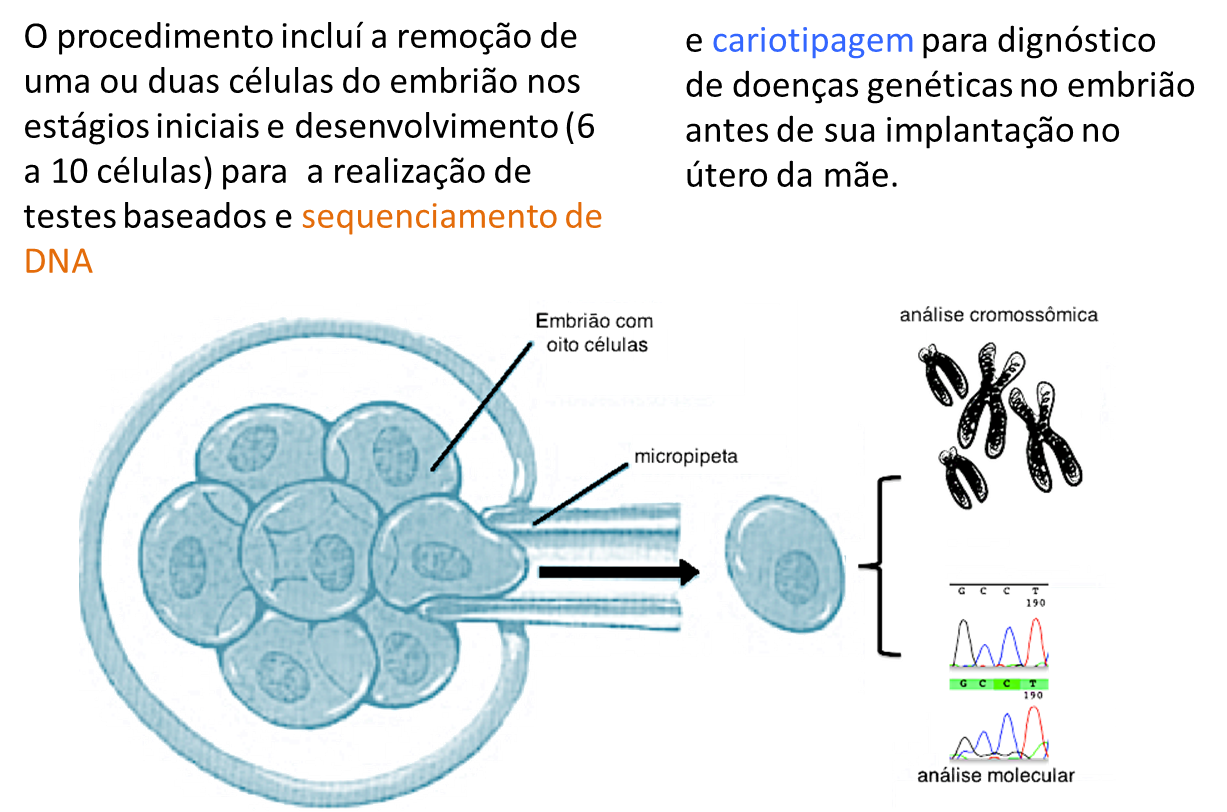 O procedimento incluí a remoção de
uma ou duas células do embrião nos
estágios iniciais e desenvolvimento (6
a 10 células) para a realização de
testes baseados e sequenciamento de
DNA
e cariotipagem para dignóstico
de doenças genéticas no embrião
antes de sua implantação no
útero da mãe.
Embrião com
oito células
micropipeta
análise cromossômica
G C C T
190
G C C T
190
análise molecular